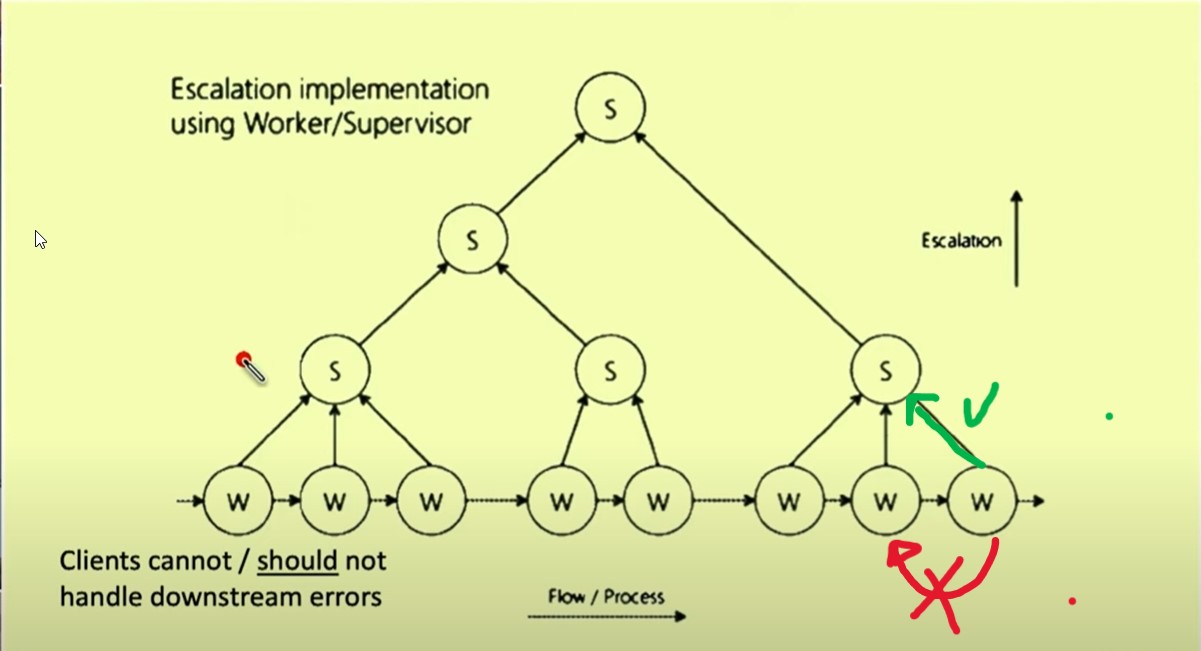 Escalation implementation
using Worker/Supervisor
S
S
Escalation
S
S
S
W
W
W
W
W
W
W
W
Clients cannot / should not
handle downstream errors
Flow / Process